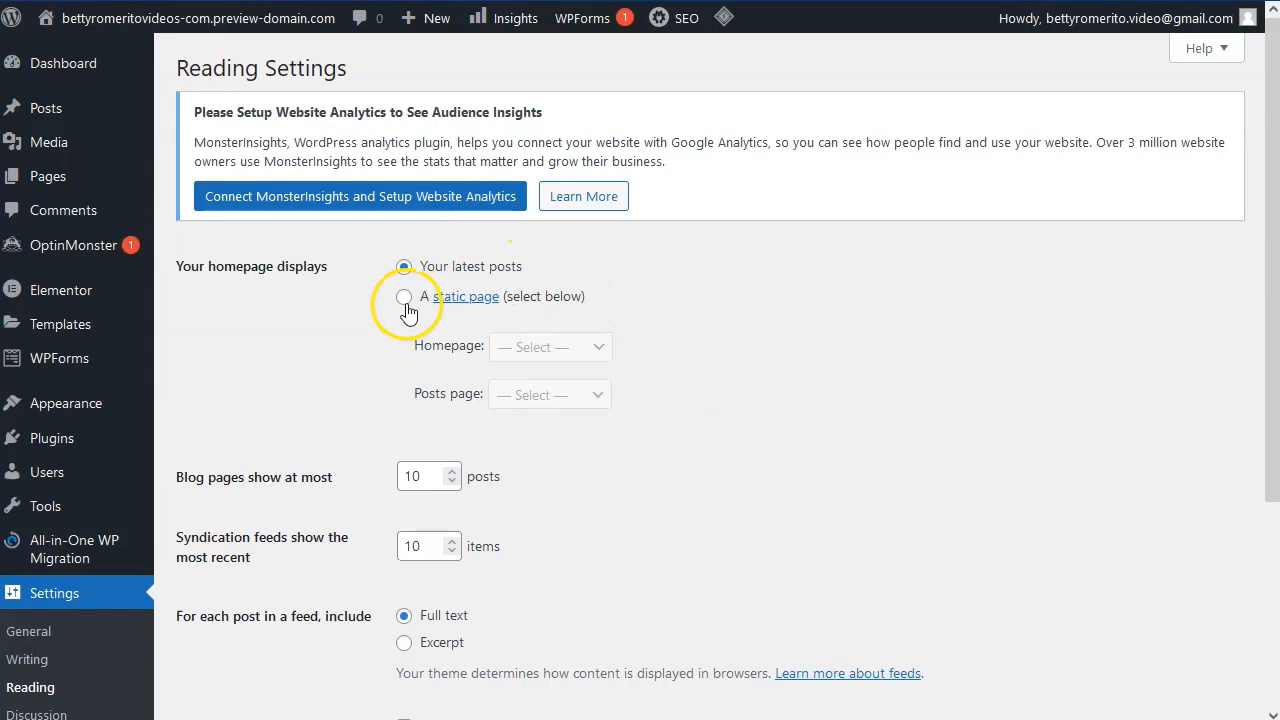 bettyromeritovideos-com.preview-domain.com 0 New Insights WPForms 1 SEO Howdy, bettyromerito.video@gmail.com
Help
Dashboard
Posts
Media
Pages
Comments
OptinMonster 1
Elementor
Templates
WPForms
Appearance
Plugins
Users
Tools
All-in-One WP
Migration
Settings
General
Writing
Reading
Discussion
Reading Settings
Please Setup Website Analytics to See Audience Insights
MonsterInsights, WordPress analytics plugin, helps you connect your website with Google Analytics, so you can see how people find and use your website. Over 3 million website
owners use MonsterInsights to see the stats that matter and grow their business.
Connect MonsterInsights and Setup Website Analytics Learn More
Your homepage displays Your latest posts
A static page (select below)
Homepage: — Select —
Posts page: — Select —
Blog pages show at most 10 posts
Syndication feeds show the
most recent 10 items
For each post in a feed, include Full text
Excerpt
Your theme determines how content is displayed in browsers. Learn more about feeds.